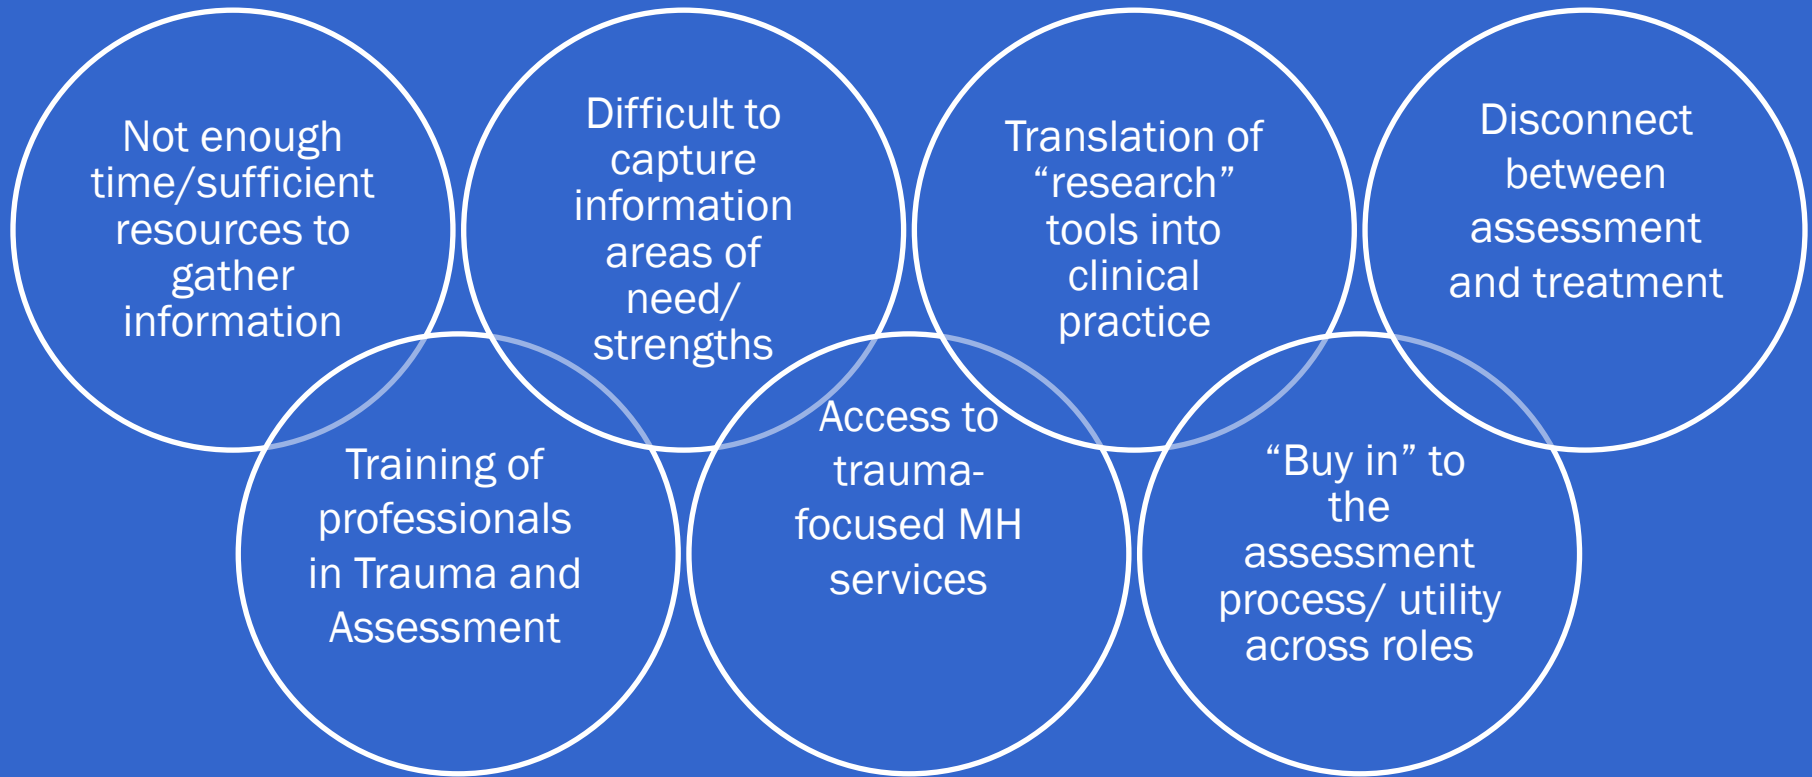 Not enough
time/sufficient
resources to
gather
information
Difficult to
capture
information
areas of
need/
strengths
Translation of
“research”
tools into
clinical
practice
Disconnect
between
assessment
and treatment
Training of
professionals
in Trauma and
Assessment
Access to
trauma-
focused MH
services
“Buy in” to
the
assessment
process/ utility
across roles